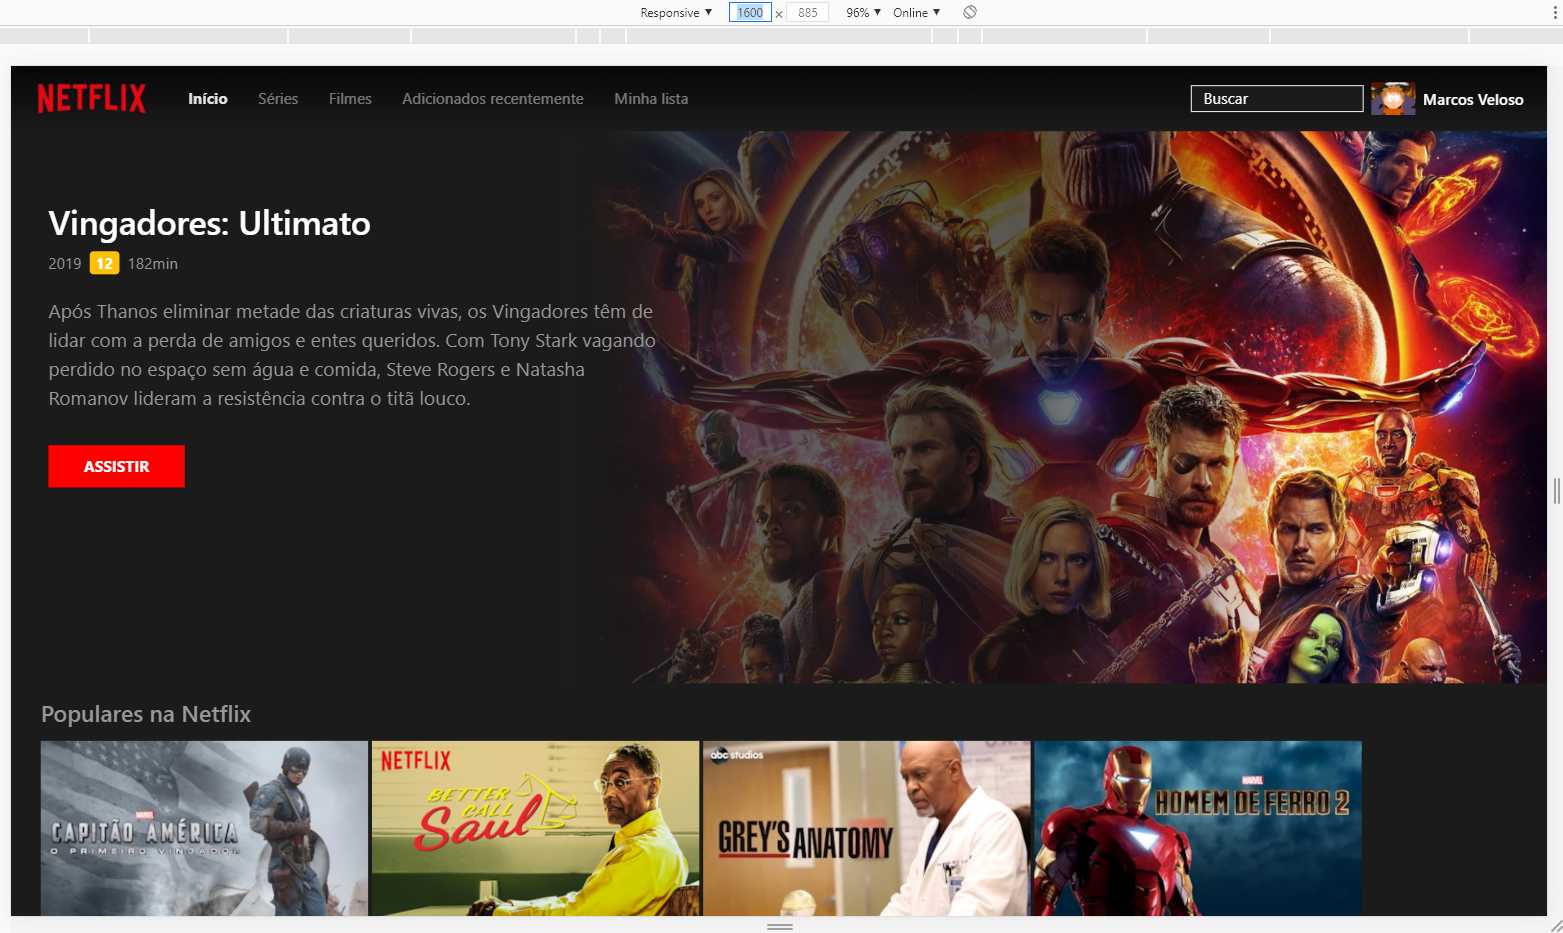 Responsive ▼ 1600 × 885 96% ▼ Online ▼
NETFLIX Início Séries Filmes Adicionados recentemente Minha lista Buscar Marcos Veloso
Vingadores: Ultimato
2019 12 182min
Após Thanos eliminar metade das criaturas vivas, os Vingadores têm de
lidar com a perda de amigos e entes queridos. Com Tony Stark vagando
perdido no espaço sem água e comida, Steve Rogers e Natasha
Romanov lideram a resistência contra o titã louco.
ASSISTIR
Populares na Netflix
MARVEL
CAPITÃO AMÉRICA
O PRIMEIRO VINGADOR
NETFLIX
BETTER
CALL
Saul
abc studios
GREY'S ANATOMY
MARVEL
HOMEM DE FERRO 2